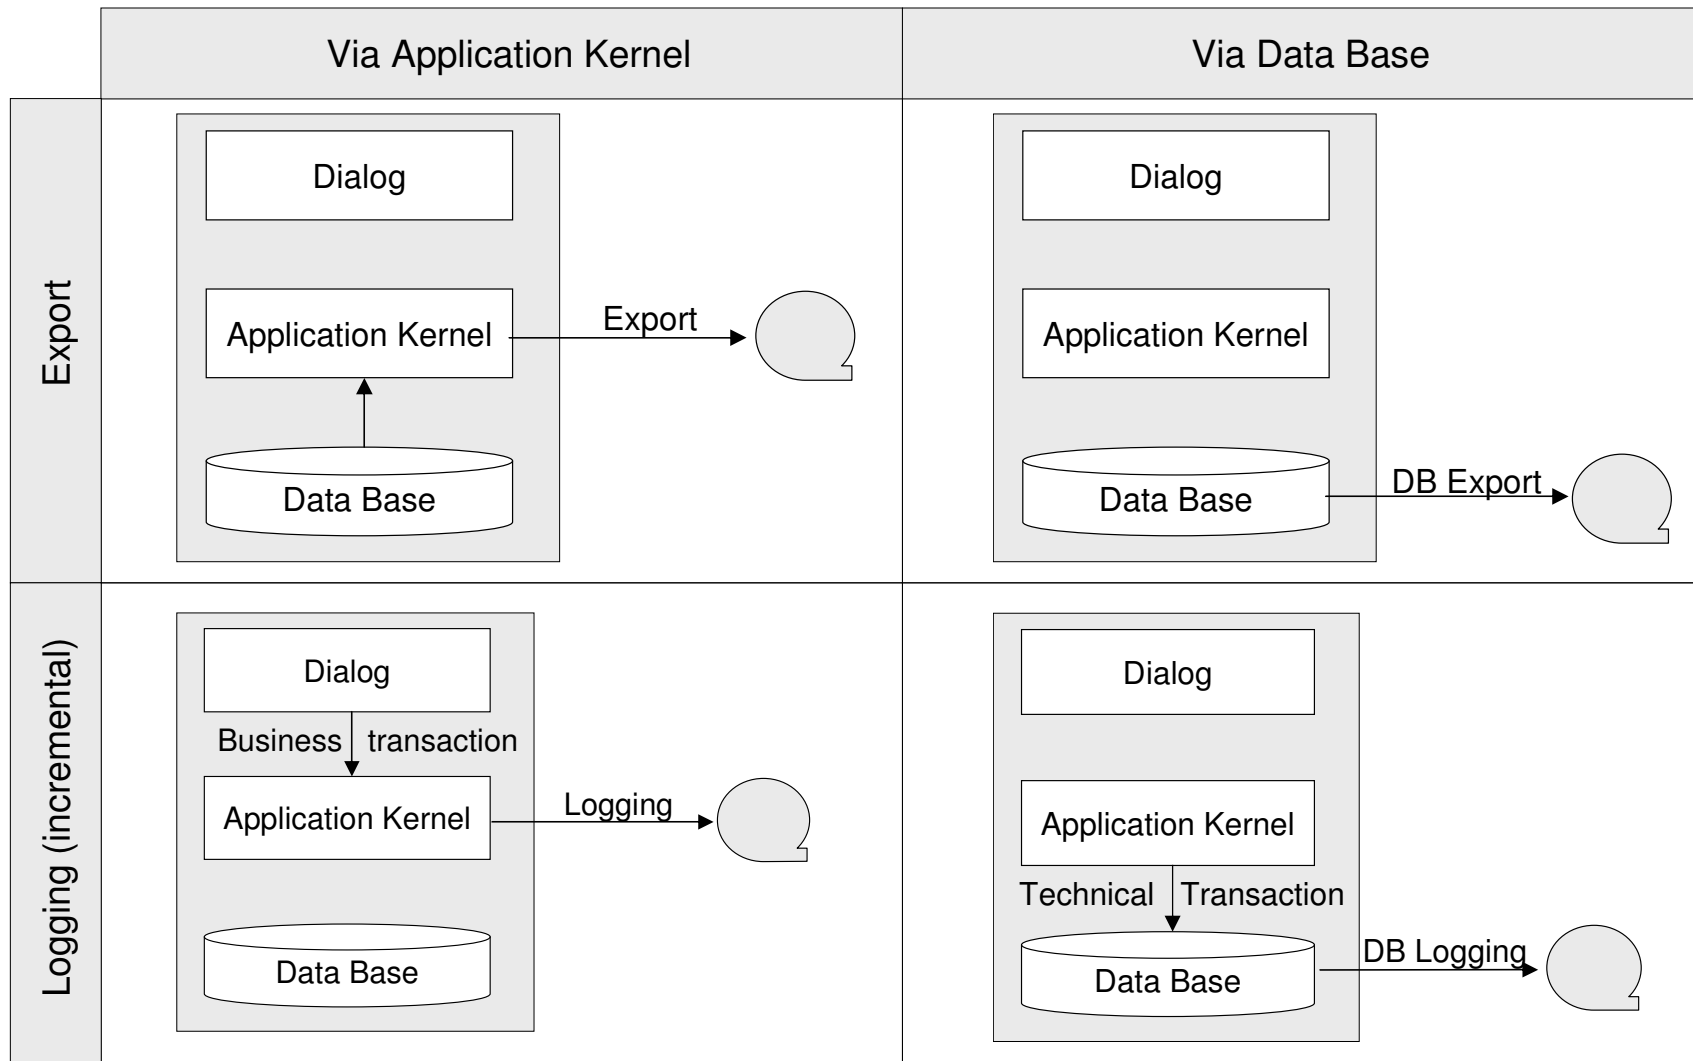 Via Application Kernel
Via Data Base
Export
Dialog
Application Kernel
Export
Data Base
Dialog
Application Kernel
Data Base
DB Export
Logging (incremental)
Dialog
Business transaction
Application Kernel
Logging
Data Base
Dialog
Application Kernel
Technical Transaction
Data Base
DB Logging